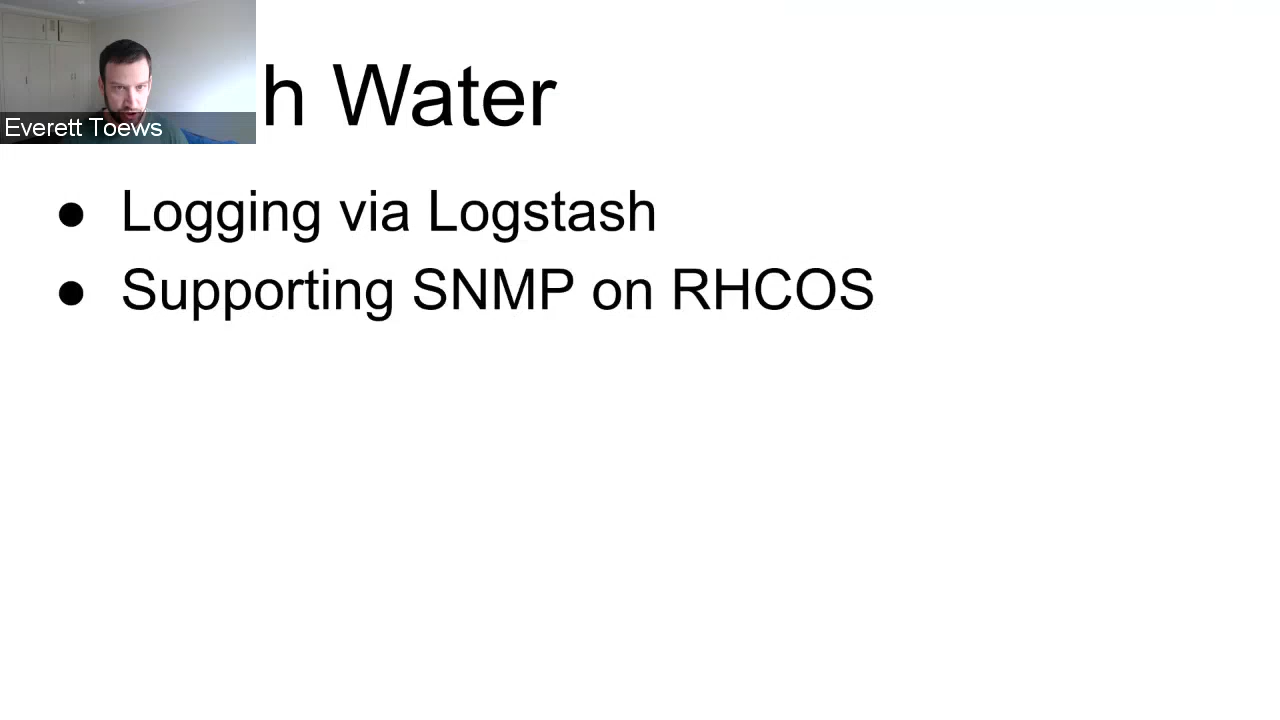 h Water
Everett Toews
● Logging via Logstash
● Supporting SNMP on RHCOS